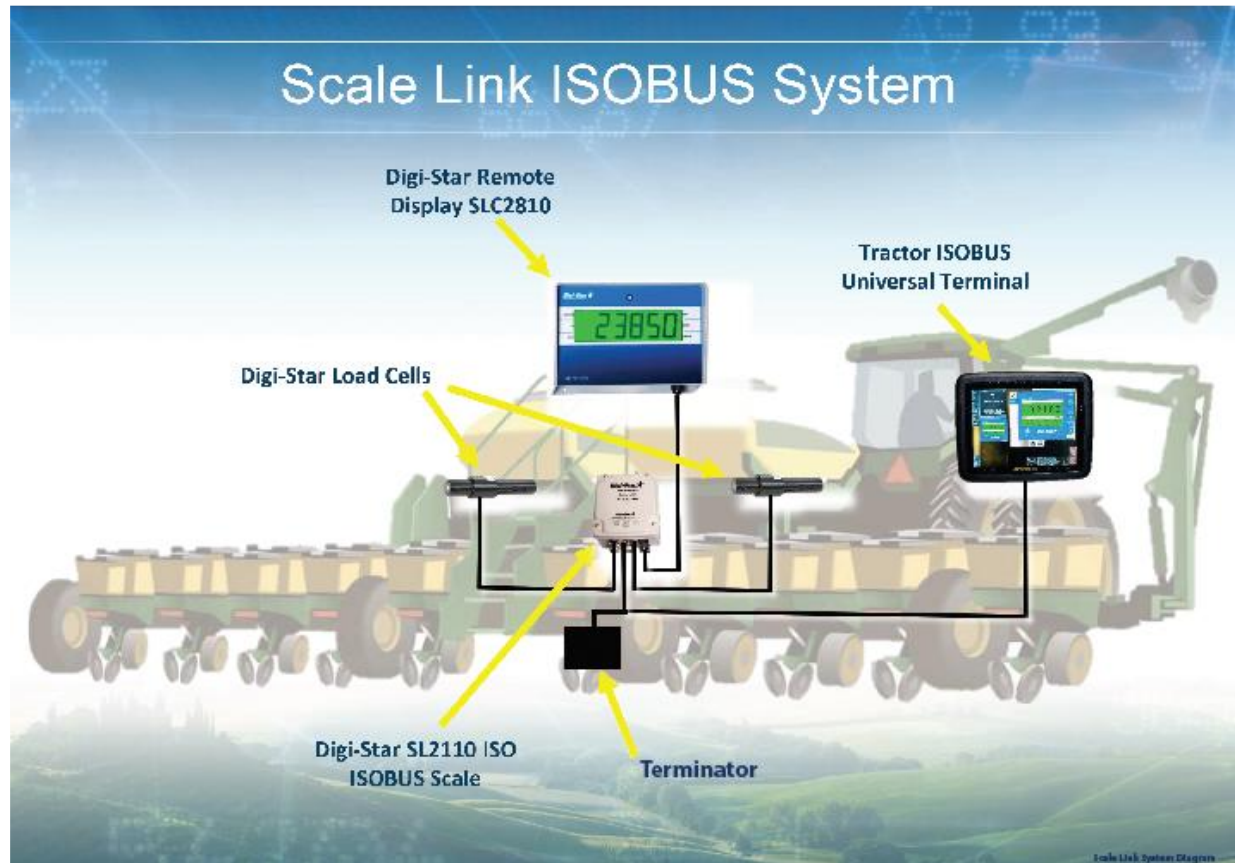 Scale Link ISOBUS System
Digi-Star Remote
Display SLC2810
Tractor ISOBUS
Universal Terminal
23850
Digi-Star Load Cells
Digi-Star SL2110 ISO
ISOBUS Scale
Terminator
Scale Link System Diagram